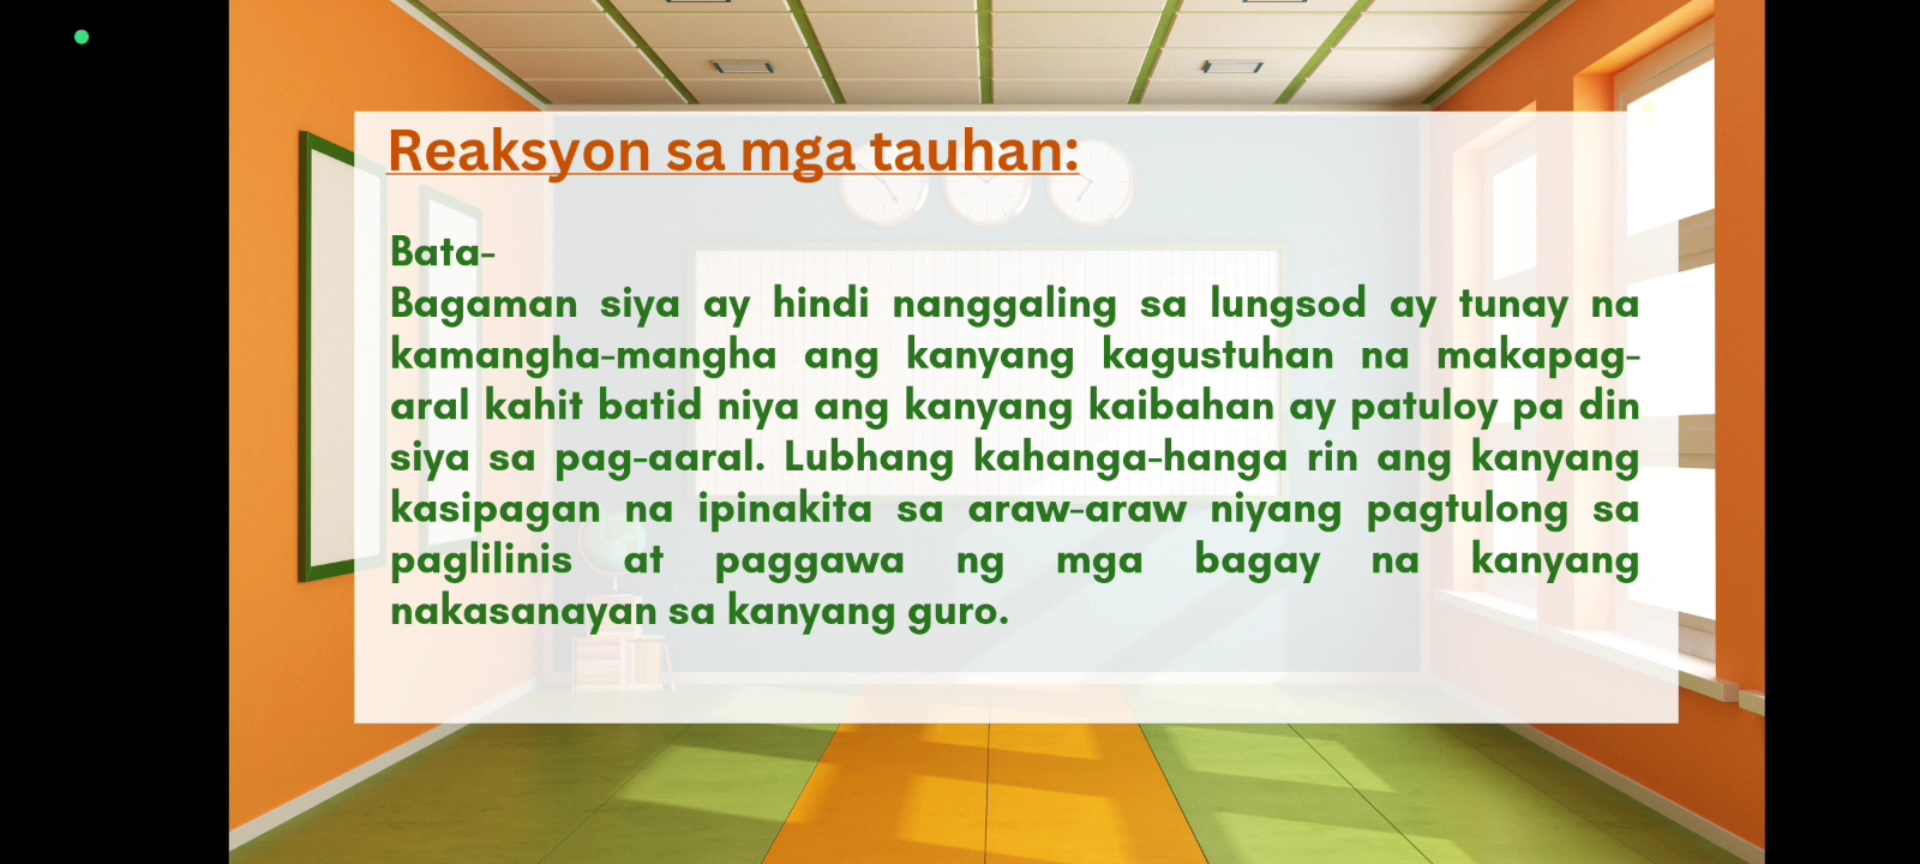 Reaksyon sa mga tauhan:
Bata-
Bagaman siya ay hindi nanggaling sa lungsod ay tunay na
kamangha-mangha ang kanyang kagustuhan na makapag-
aral kahit batid niya ang kanyang kaibahan ay patuloy pa din
siya sa pag-aaral. Lubhang kahanga-hanga rin ang kanyang
kasipagan na ipinakita sa araw-araw niyang pagtulong sa
paglilinis at paggawa ng mga bagay na kanyang
nakasanayan sa kanyang guro.